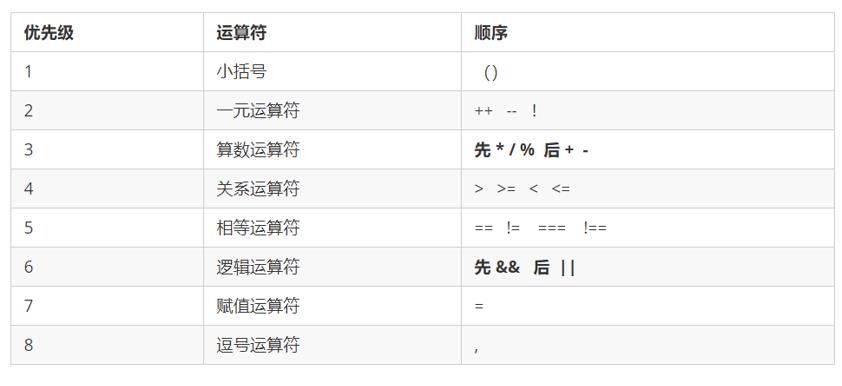 优先级 运算符 顺序
1 小括号 ()
2 一元运算符 ++ -- !
3 算数运算符 先 * / % 后 + -
4 关系运算符 > >= < <=
5 相等运算符 == != === !==
6 逻辑运算符 先 && 后 ||
7 赋值运算符 =
8 逗号运算符 ,